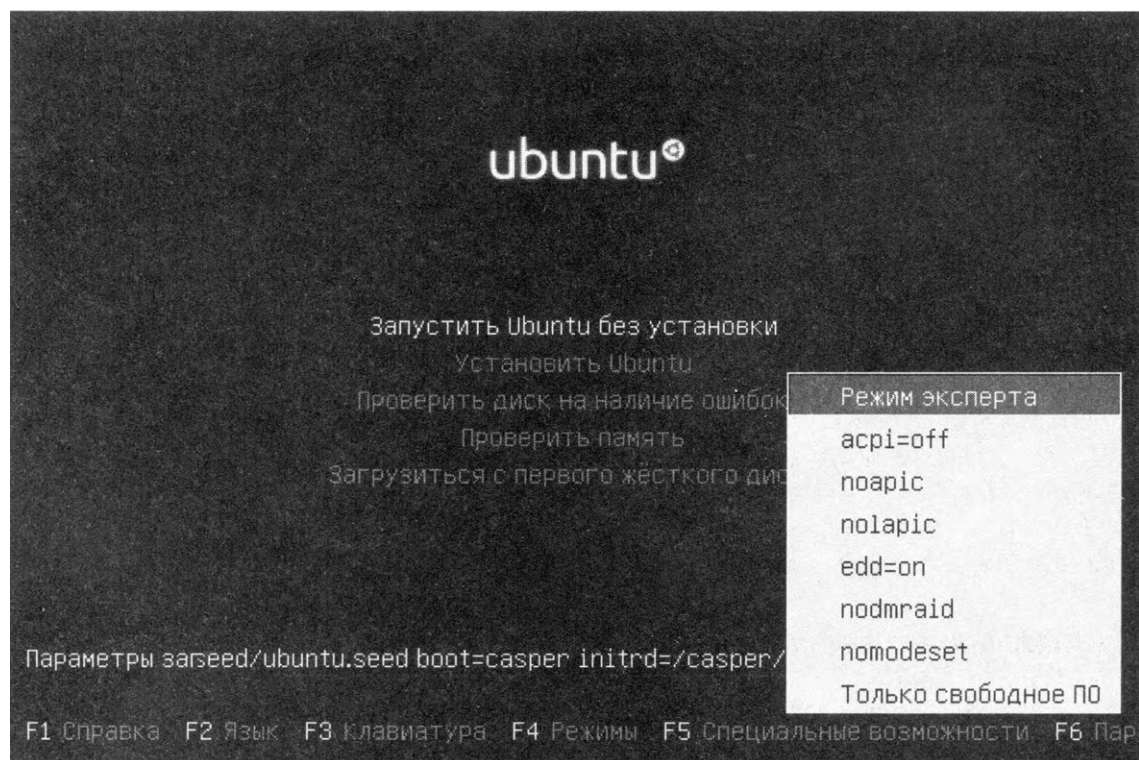 ubuntu
Запустить Ubuntu без установки
Установить Ubuntu
Проверить диск на наличие ошибок
Проверить память
Загрузиться с первого жёсткого дис
Режим эксперта
acpi=off
noapic
nolapic
edd=on
nodmraid
nomodeset
Только свободное ПО
Параметры загseed/ubuntu.seed boot=casper initrd=/casper/
F1 Справка F2 Язык F3 Клавиатура F4 Режимы F5 Специальные возможности F6 Пар